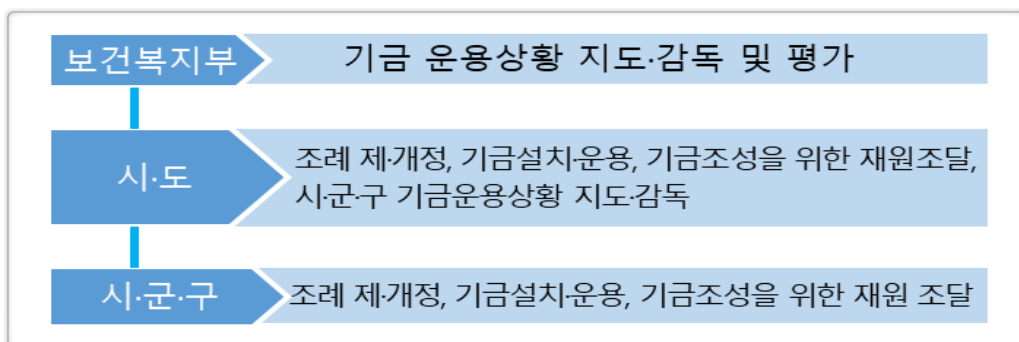 보건복지부
기금 운용상황 지도·감독 및 평가
시·도
조례 제·개정, 기금설치·운용, 기금조성을 위한 재원조달,
시·군·구 기금운용상황 지도·감독
시·군·구
조례 제·개정, 기금설치·운용, 기금조성을 위한 재원 조달